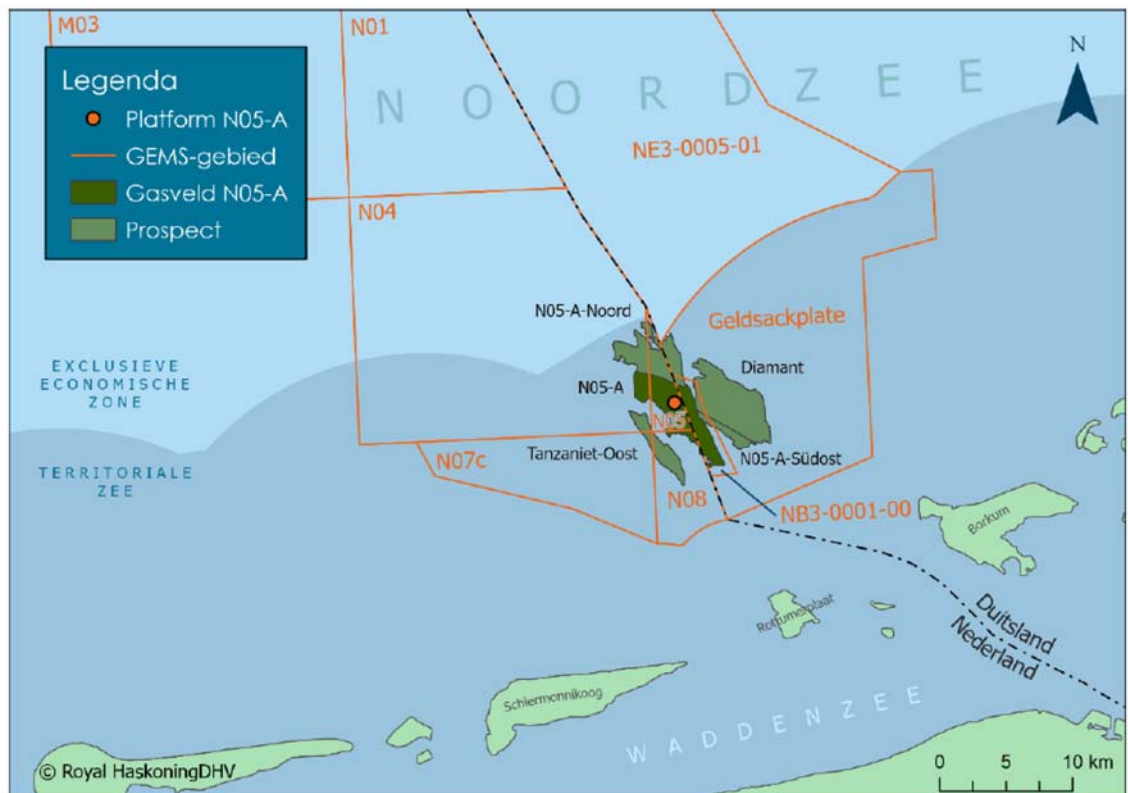 M03
N01
N
Legenda
Platform N05-A
GEMS-gebied
Gasveld N05-A
Prospect
NOORDZEE
NE3-0005-01
N04
N05-A-Noord
Geldsackplate
EXCLUSIEVE
ECONOMISCHE
ZONE
Diamant
N05-A
N05
TERRITORIALE
ZEE
N07c
Tanzaniet-Oost
N05-A-Südost
N08
NB3-0001-00
Borkum
Rottumerplaat
Duitsland
Nederland
Schiermonnikoog
WADDENZEE
© Royal HaskoningDHV
0 5 10 km